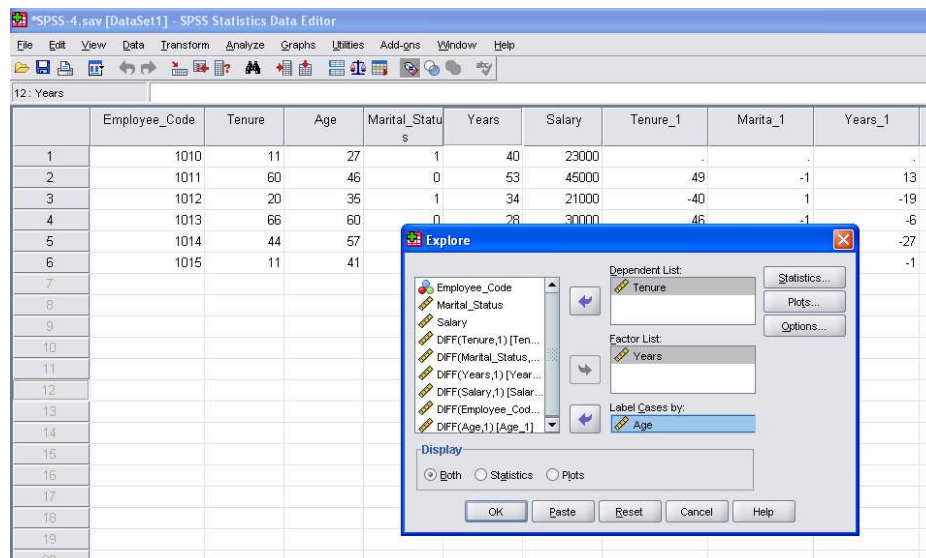 *SPSS-4.sav [DataSet1] - SPSS Statistics Data Editor
File Edit View Data Transform Analyze Graphs Utilities Add-ons Window Help
12 : Years
Employee_Code Tenure Age Marital_Statu Years Salary Tenure_1 Marita_1 Years_1
s
1 1010 11 27 1 40 23000 . . .
2 1011 60 46 0 53 45000 49 -1 13
3 1012 20 35 1 34 21000 -40 1 -19
4 1013 66 60 0 28 30000 46 -1 -6
5 1014 44 57 -27
6 1015 11 41 -1
7
8
9
10
11
12
13
14
15
16
17
18
19
Explore
Employee_Code
Marital_Status
Salary
DIFF(Tenure,1) [Ten...
DIFF(Marital_Status,...
DIFF(Years,1) [Year...
DIFF(Salary,1) [Salar...
DIFF(Employee_Cod...
DIFF(Age,1) [Age_1]
Dependent List:
Tenure
Factor List:
Years
Label Cases by:
Age
Statistics...
Plots...
Options...
Display
Both Statistics Plots
OK Paste Reset Cancel Help